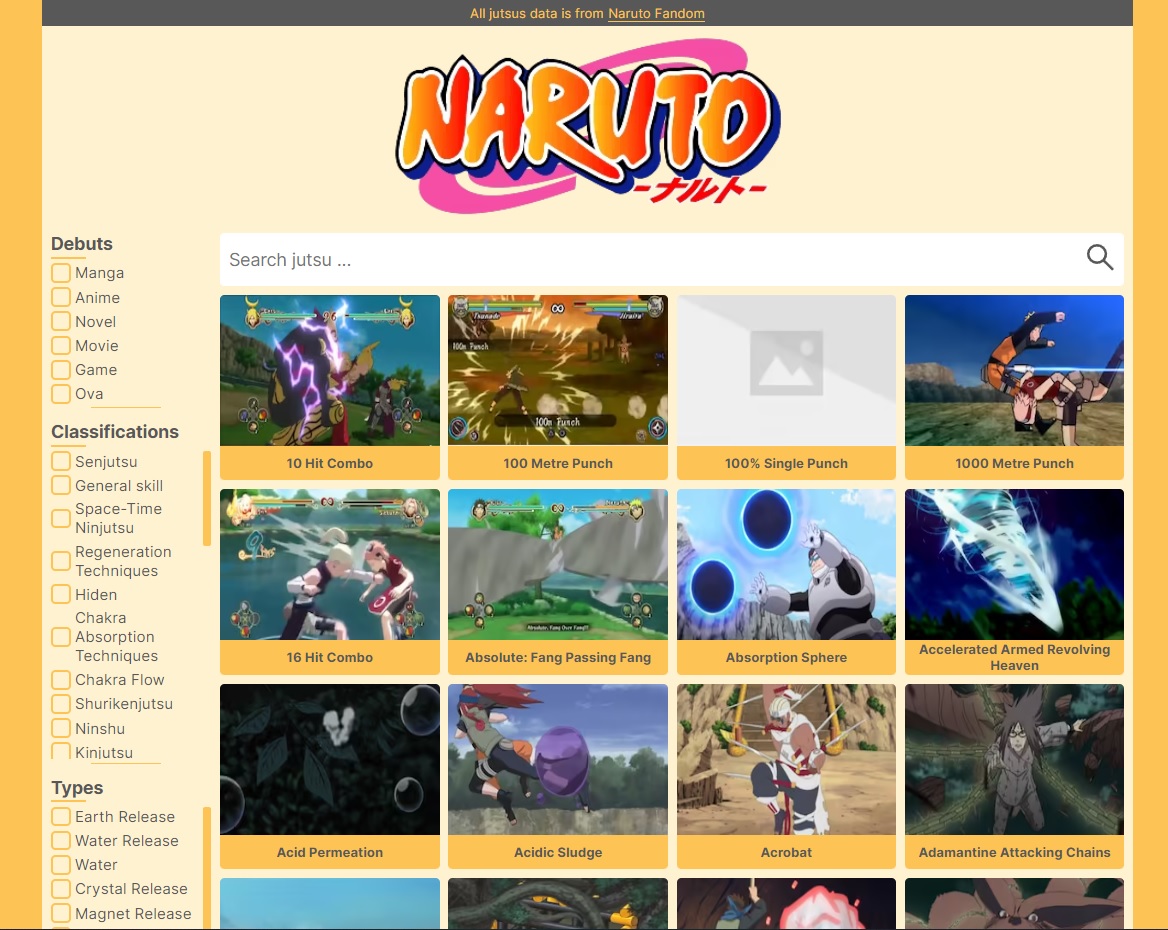 All jutsus data is from Naruto Fandom
NARUTO
-ナルト-
Debuts
Manga
Anime
Novel
Movie
Game
Ova
Classifications
Senjutsu
General skill
Space-Time
Ninjutsu
Regeneration
Techniques
Hiden
Chakra
Absorption
Techniques
Chakra Flow
Shurikenjutsu
Ninshu
Kinjutsu
Types
Earth Release
Water Release
Water
Crystal Release
Magnet Release
Search jutsu ...
10 Hit Combo
Tsunade
Jiraiya
100m Punch
100m Punch
100 Metre Punch
100% Single Punch
1000 Metre Punch
16 Hit Combo
Absolute: Fang Passing Fang
Absorption Sphere
Accelerated Armed Revolving
Heaven
Acid Permeation
Acidic Sludge
Acrobat
Adamantine Attacking Chains